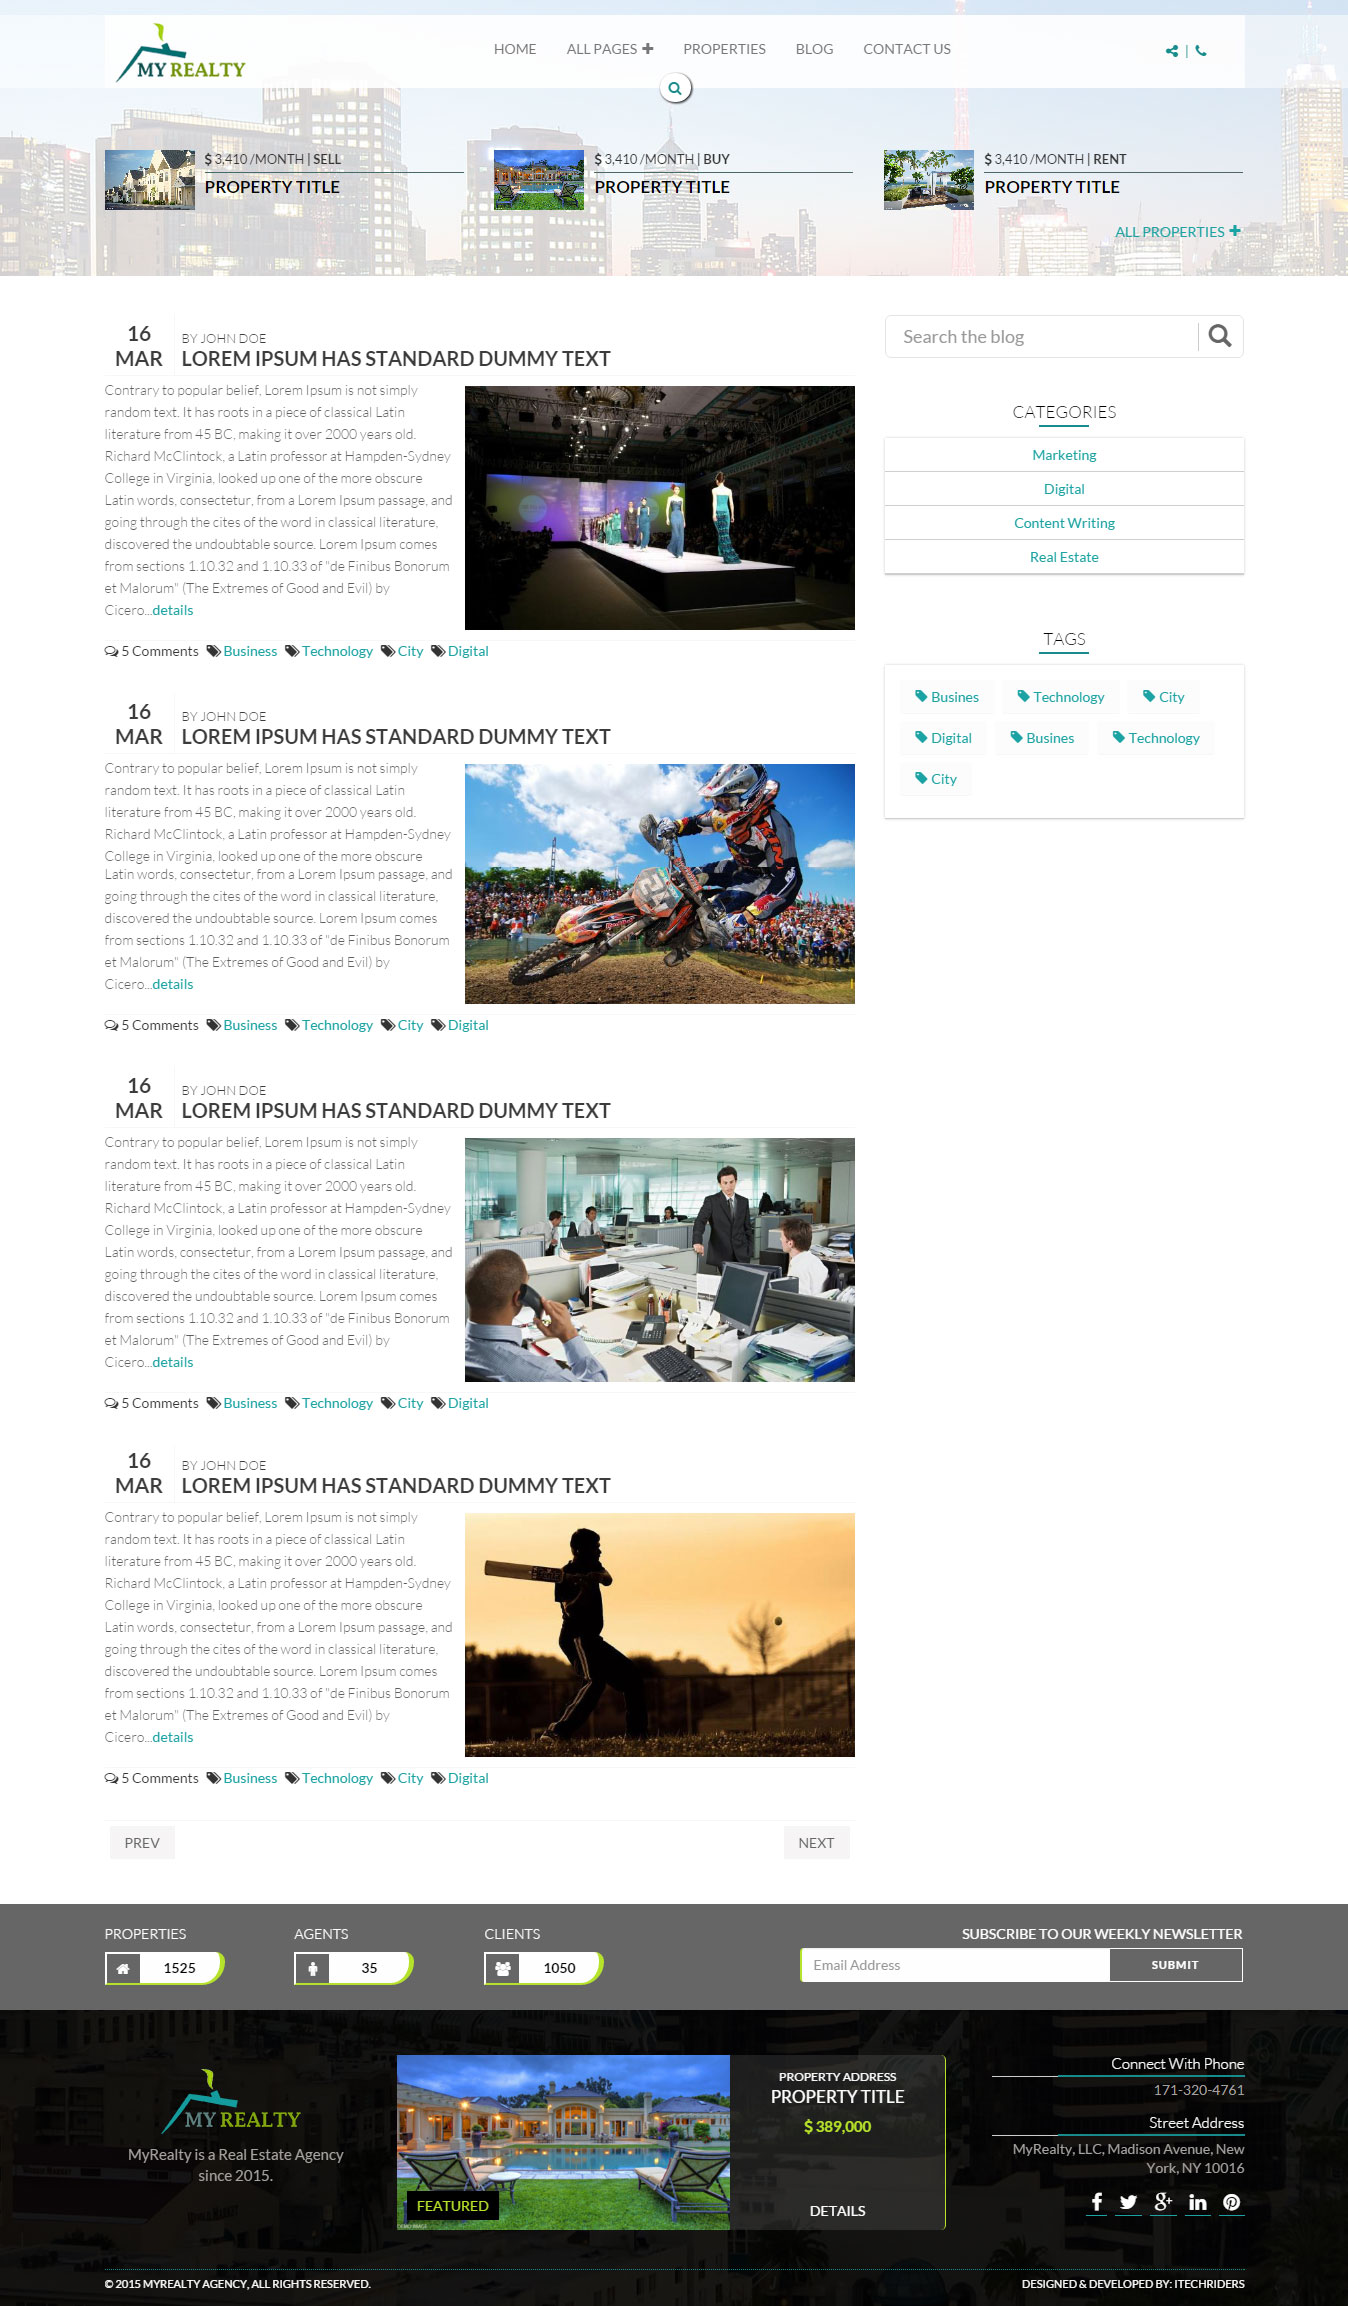 MY REALTY
HOME ALL PAGES PROPERTIES BLOG CONTACT US
$ 3,410 /MONTH | SELL
PROPERTY TITLE
$ 3,410 /MONTH | BUY
PROPERTY TITLE
$ 3,410 /MONTH | RENT
PROPERTY TITLE
ALL PROPERTIES
16
MAR
BY JOHN DOE
LOREM IPSUM HAS STANDARD DUMMY TEXT
Contrary to popular belief, Lorem Ipsum is not simply
random text. It has roots in a piece of classical Latin
literature from 45 BC, making it over 2000 years old.
Richard McClintock, a Latin professor at Hampden-Sydney
College in Virginia, looked up one of the more obscure
Latin words, consectetur, from a Lorem Ipsum passage, and
going through the cites of the word in classical literature,
discovered the undoubtable source. Lorem Ipsum comes
from sections 1.10.32 and 1.10.33 of "de Finibus Bonorum
et Malorum" (The Extremes of Good and Evil) by
Cicero...details
5 Comments Business Technology City Digital
16
MAR
BY JOHN DOE
LOREM IPSUM HAS STANDARD DUMMY TEXT
Contrary to popular belief, Lorem Ipsum is not simply
random text. It has roots in a piece of classical Latin
literature from 45 BC, making it over 2000 years old.
Richard McClintock, a Latin professor at Hampden-Sydney
College in Virginia, looked up one of the more obscure
Latin words, consectetur, from a Lorem Ipsum passage, and
going through the cites of the word in classical literature,
discovered the undoubtable source. Lorem Ipsum comes
from sections 1.10.32 and 1.10.33 of "de Finibus Bonorum
et Malorum" (The Extremes of Good and Evil) by
Cicero...details
5 Comments Business Technology City Digital
16
MAR
BY JOHN DOE
LOREM IPSUM HAS STANDARD DUMMY TEXT
Contrary to popular belief, Lorem Ipsum is not simply
random text. It has roots in a piece of classical Latin
literature from 45 BC, making it over 2000 years old.
Richard McClintock, a Latin professor at Hampden-Sydney
College in Virginia, looked up one of the more obscure
Latin words, consectetur, from a Lorem Ipsum passage, and
going through the cites of the word in classical literature,
discovered the undoubtable source. Lorem Ipsum comes
from sections 1.10.32 and 1.10.33 of "de Finibus Bonorum
et Malorum" (The Extremes of Good and Evil) by
Cicero...details
5 Comments Business Technology City Digital
16
MAR
BY JOHN DOE
LOREM IPSUM HAS STANDARD DUMMY TEXT
Contrary to popular belief, Lorem Ipsum is not simply
random text. It has roots in a piece of classical Latin
literature from 45 BC, making it over 2000 years old.
Richard McClintock, a Latin professor at Hampden-Sydney
College in Virginia, looked up one of the more obscure
Latin words, consectetur, from a Lorem Ipsum passage, and
going through the cites of the word in classical literature,
discovered the undoubtable source. Lorem Ipsum comes
from sections 1.10.32 and 1.10.33 of "de Finibus Bonorum
et Malorum" (The Extremes of Good and Evil) by
Cicero...details
5 Comments Business Technology City Digital
PREV NEXT
Search the blog
CATEGORIES
Marketing
Digital
Content Writing
Real Estate
TAGS
Busines Technology City
Digital Busines Technology
City
PROPERTIES
1525
AGENTS
35
CLIENTS
1050
SUBSCRIBE TO OUR WEEKLY NEWSLETTER
Email Address SUBMIT
MY REALTY
MyRealty is a Real Estate Agency
since 2015.
FEATURED
PROPERTY ADDRESS
PROPERTY TITLE
$ 389,000
DETAILS
Connect With Phone
171-320-4761
Street Address
MyRealty, LLC, Madison Avenue, New
York, NY 10016
© 2015 MYREALTY AGENCY, ALL RIGHTS RESERVED.
DESIGNED & DEVELOPED BY: ITECHRIDERS